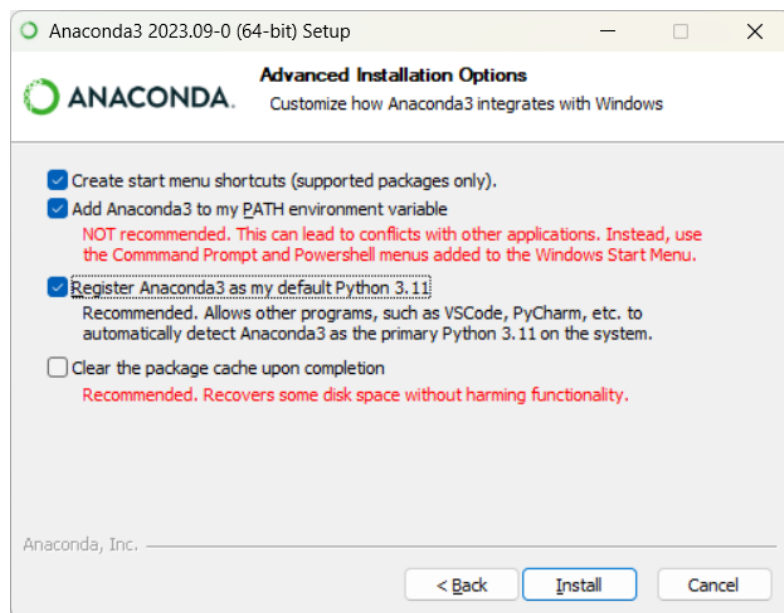 Anaconda3 2023.09-0 (64-bit) Setup
ANACONDA.
Advanced Installation Options
Customize how Anaconda3 integrates with Windows
Create start menu shortcuts (supported packages only).
Add Anaconda3 to my PATH environment variable
NOT recommended. This can lead to conflicts with other applications. Instead, use
the Commmand Prompt and Powershell menus added to the Windows Start Menu.
Register Anaconda3 as my default Python 3.11
Recommended. Allows other programs, such as VSCode, PyCharm, etc. to
automatically detect Anaconda3 as the primary Python 3.11 on the system.
Clear the package cache upon completion
Recommended. Recovers some disk space without harming functionality.
Anaconda, Inc.
< Back
Install
Cancel